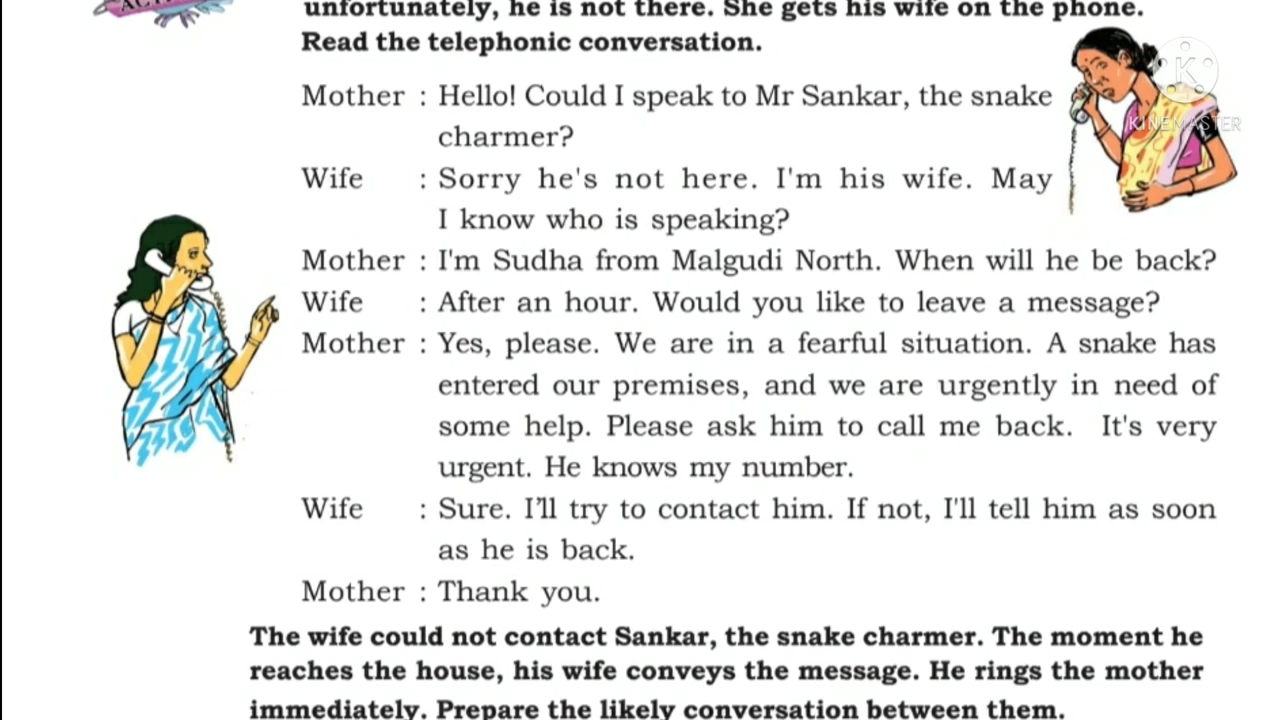 unfortunately, he is not there. She gets his wife on the phone.
Read the telephonic conversation.
Mother : Hello! Could I speak to Mr Sankar, the snake
charmer?
Wife : Sorry he's not here. I'm his wife. May
I know who is speaking?
Mother : I'm Sudha from Malgudi North. When will he be back?
Wife : After an hour. Would you like to leave a message?
Mother : Yes, please. We are in a fearful situation. A snake has
entered our premises, and we are urgently in need of
some help. Please ask him to call me back. It's very
urgent. He knows my number.
Wife : Sure. I'll try to contact him. If not, I'll tell him as soon
as he is back.
Mother : Thank you.
The wife could not contact Sankar, the snake charmer. The moment he
reaches the house, his wife conveys the message. He rings the mother
immediately. Prepare the likely conversation between them.
K
KINEMASTER